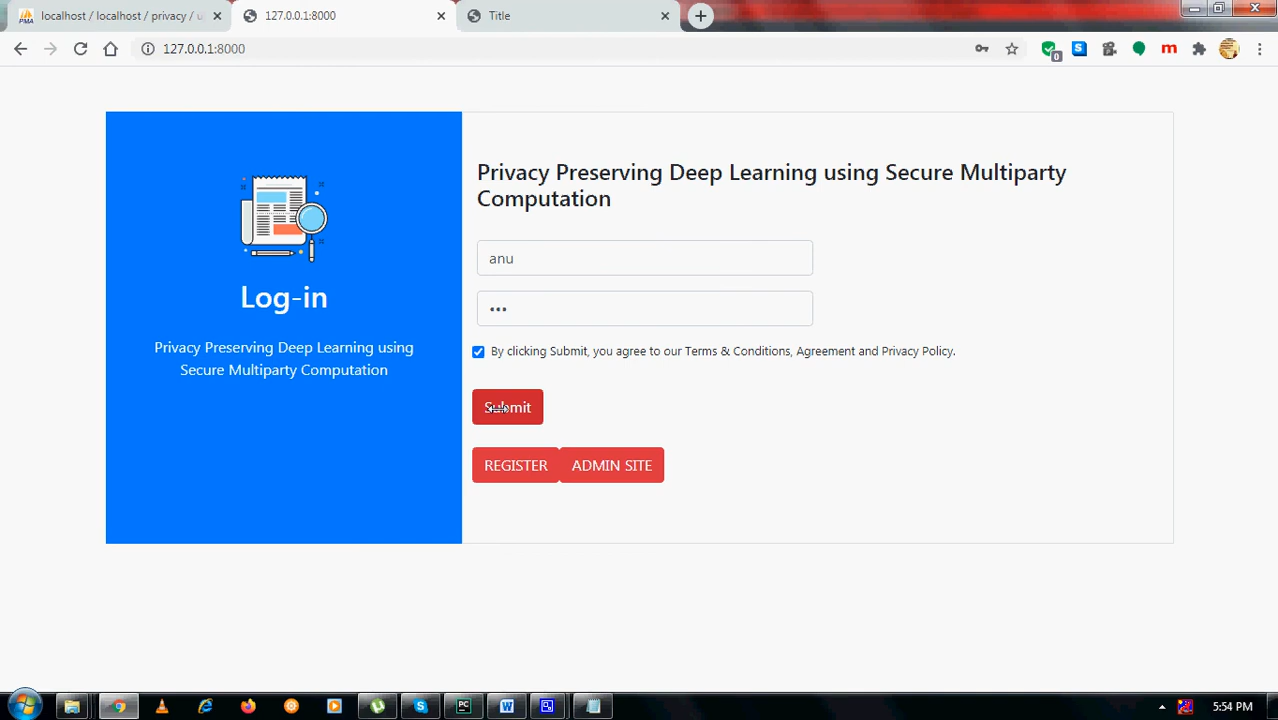 localhost / localhost / privacy / u
127.0.0.1:8000
Title
127.0.0.1:8000
0
S
m
Log-in
Privacy Preserving Deep Learning using
Secure Multiparty Computation
Privacy Preserving Deep Learning using Secure Multiparty
Computation
anu
•••
By clicking Submit, you agree to our Terms & Conditions, Agreement and Privacy Policy.
Submit
REGISTER
ADMIN SITE
5:54 PM